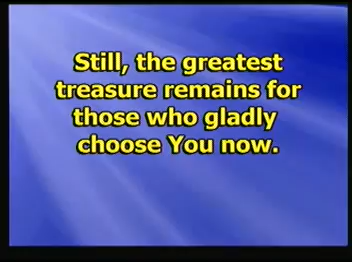 Still, the greatest
treasure remains for
those who gladly
choose You now.